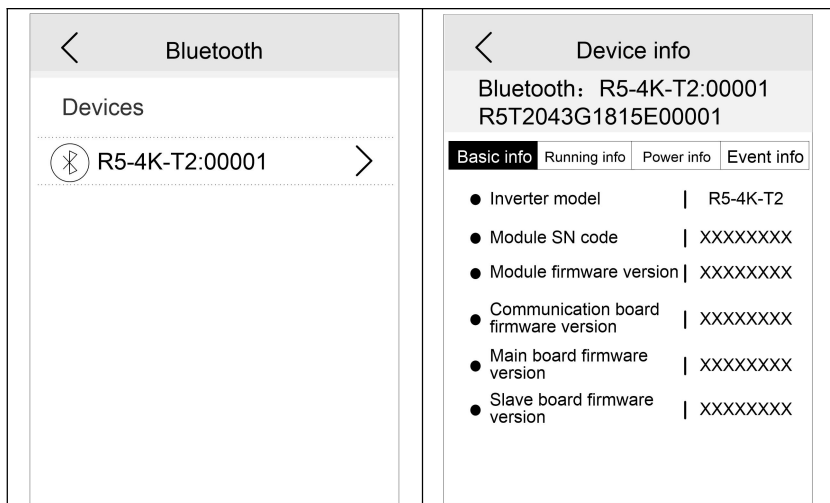 Bluetooth
Devices
R5-4K-T2:00001
Device info
Bluetooth：R5-4K-T2:00001
R5T2043G1815E00001
Basic info Running info Power info Event info
● Inverter model | R5-4K-T2
● Module SN code | XXXXXXXX
● Module firmware version | XXXXXXXX
● Communication board
firmware version | XXXXXXXX
● Main board firmware
version | XXXXXXXX
● Slave board firmware
version | XXXXXXXX